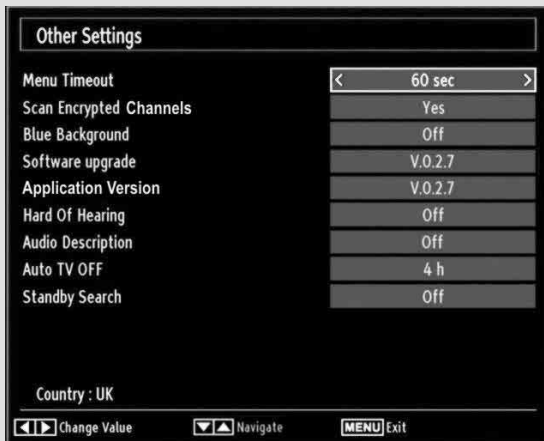 Other Settings
Menu Timeout < 60 sec >
Scan Encrypted Channels Yes
Blue Background Off
Software upgrade V.0.2.7
Application Version V.0.2.7
Hard Of Hearing Off
Audio Description Off
Auto TV OFF 4 h
Standby Search Off
Country : UK
Change Value Navigate MENU Exit